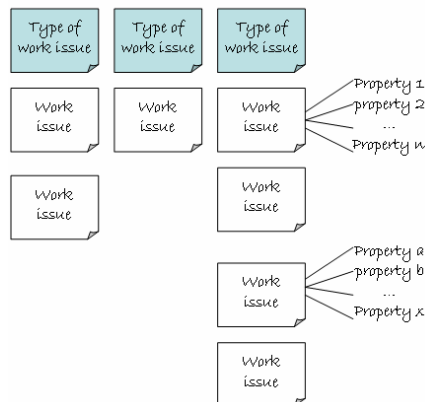 Type of
work issue
Type of
work issue
Type of
work issue
Work
issue
Work
issue
Work
issue
Property 1
property 2
...
Property n
Work
issue
Work
issue
Work
issue
Property a
property b
...
Property x
Work
issue